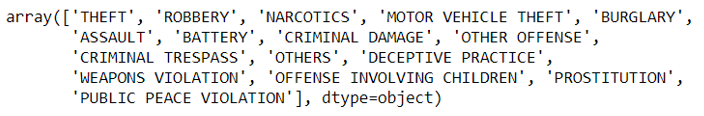 array(['THEFT', 'ROBBERY', 'NARCOTICS', 'MOTOR VEHICLE THEFT', 'BURGLARY',
'ASSAULT', 'BATTERY', 'CRIMINAL DAMAGE', 'OTHER OFFENSE',
'CRIMINAL TRESPASS', 'OTHERS', 'DECEPTIVE PRACTICE',
'WEAPONS VIOLATION', 'OFFENSE INVOLVING CHILDREN', 'PROSTITUTION',
'PUBLIC PEACE VIOLATION'], dtype=object)